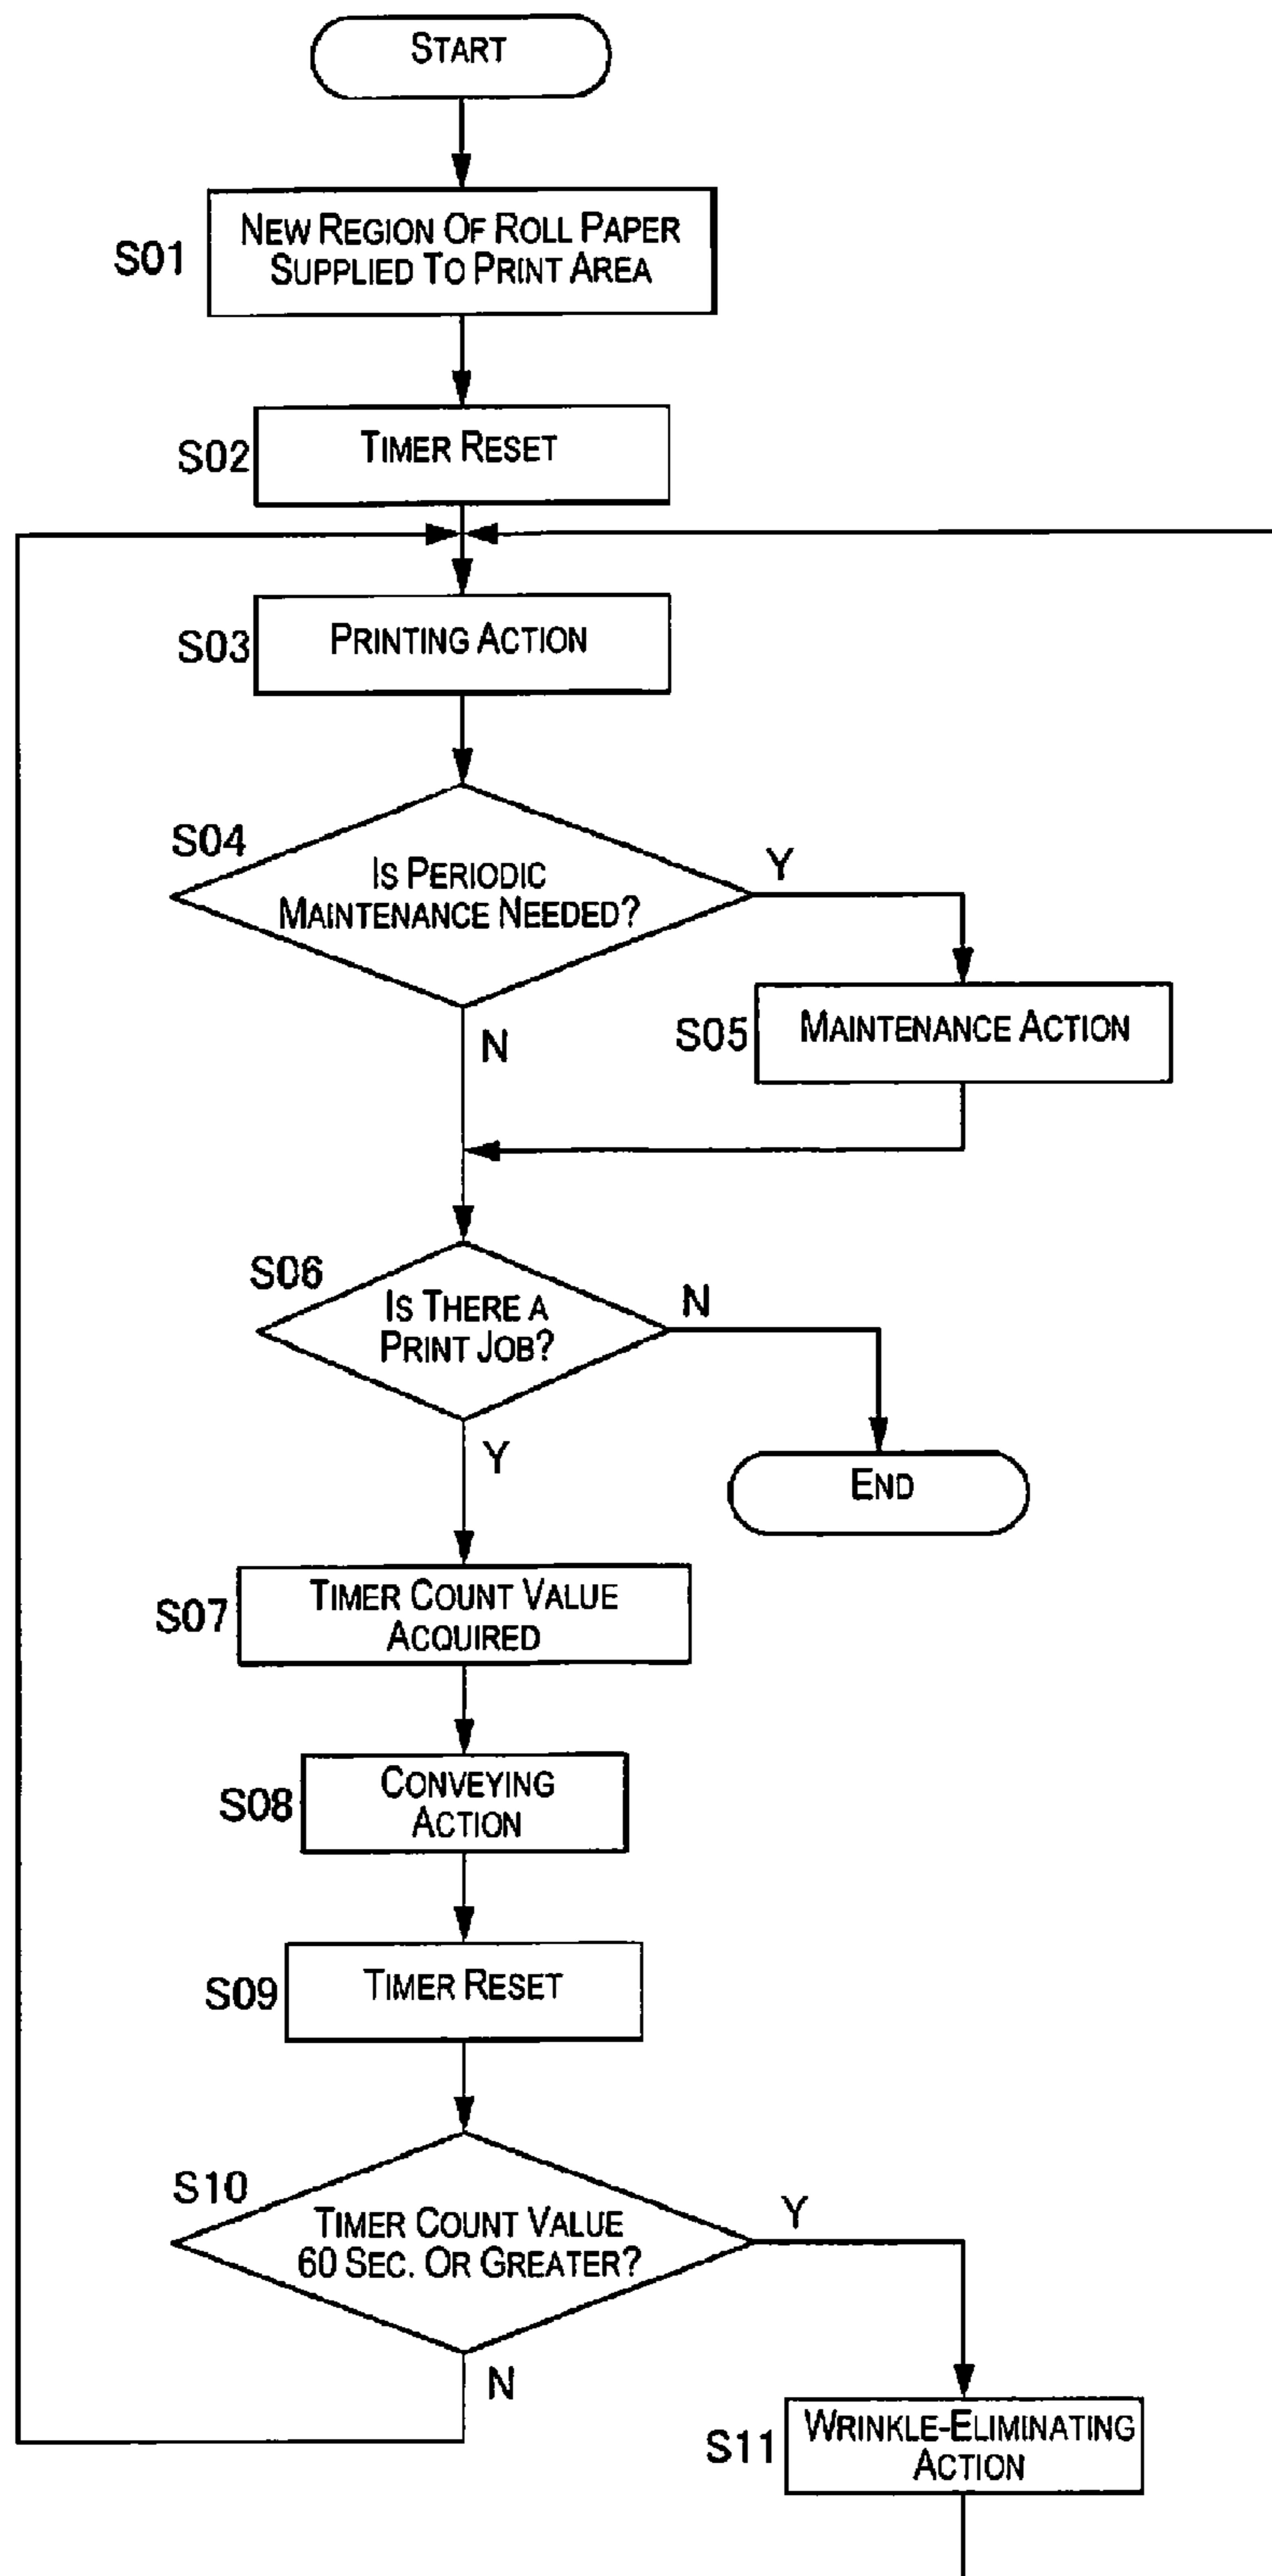 START
S01
NEW REGION OF ROLL PAPER
SUPPLIED TO PRINT AREA
S02
TIMER RESET
S03
PRINTING ACTION
S04
IS PERIODIC
MAINTENANCE NEEDED?
Y
N
S05
MAINTENANCE ACTION
S06
IS THERE A
PRINT JOB?
N
Y
END
S07
TIMER COUNT VALUE
ACQUIRED
S08
CONVEYING
ACTION
S09
TIMER RESET
S10
TIMER COUNT VALUE
60 SEC. OR GREATER?
Y
N
S11
WRINKLE-ELIMINATING
ACTION